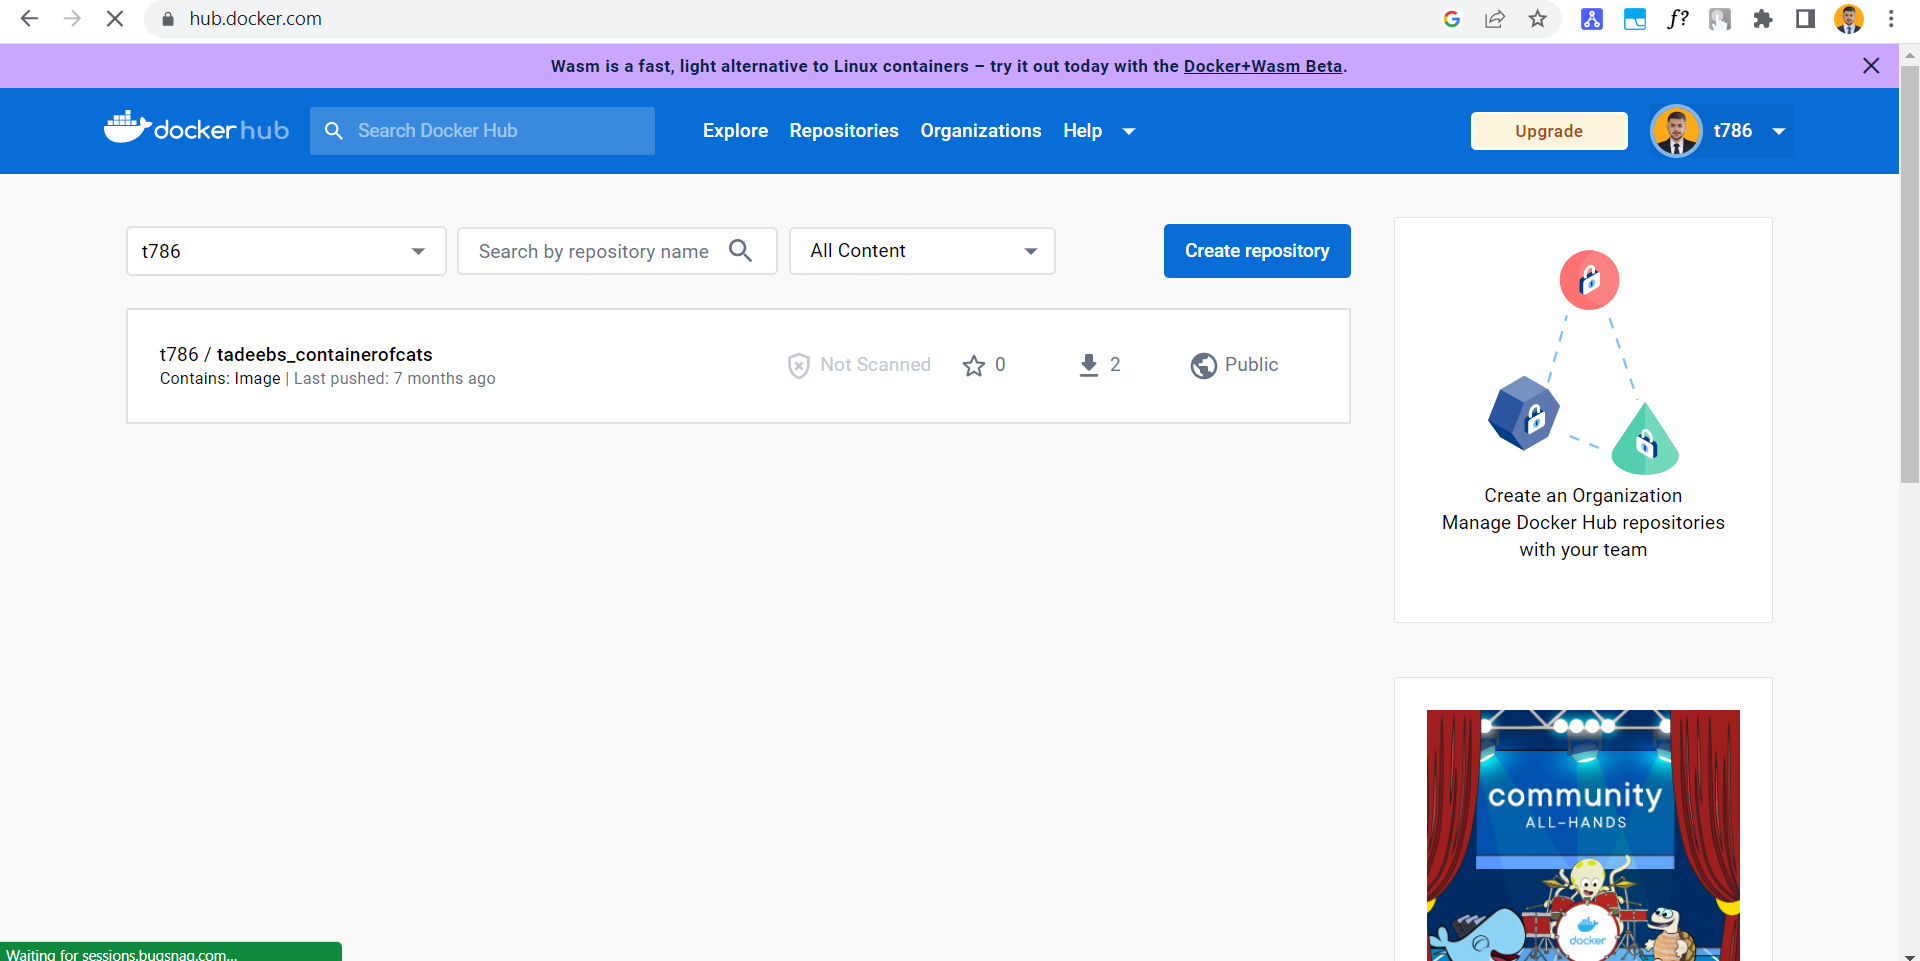 hub.docker.com
Wasm is a fast, light alternative to Linux containers – try it out today with the Docker+Wasm Beta.
docker hub
Search Docker Hub
Explore
Repositories
Organizations
Help
Upgrade
t786
t786
Search by repository name
All Content
Create repository
t786 / tadeebs_containerofcats
Contains: Image | Last pushed: 7 months ago
Not Scanned
0
2
Public
Create an Organization
Manage Docker Hub repositories
with your team
community
ALL-HANDS
docker
Waiting for sessions.bugsnag.com...